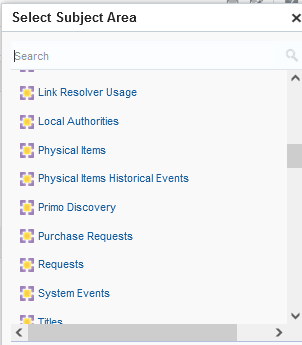 Select Subject Area
Search
Link Resolver Usage
Local Authorities
Physical Items
Physical Items Historical Events
Primo Discovery
Purchase Requests
Requests
System Events
Titles